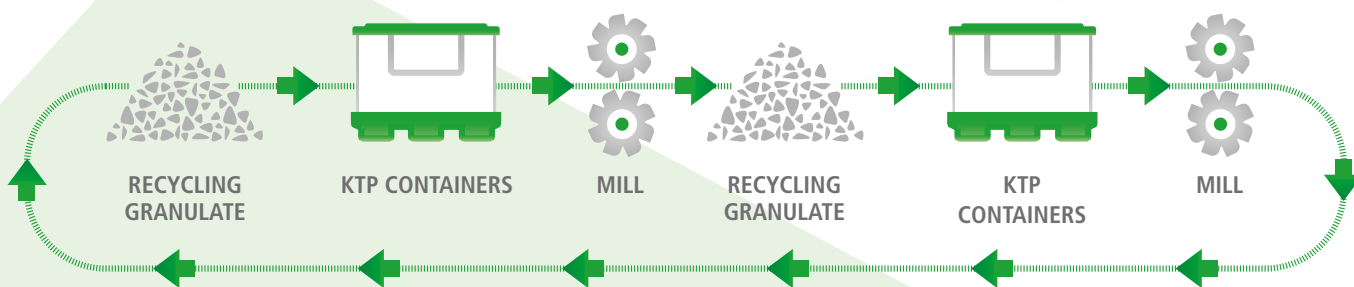 RECYCLING
GRANULATE
KTP CONTAINERS
MILL
RECYCLING
GRANULATE
KTP
CONTAINERS
MILL